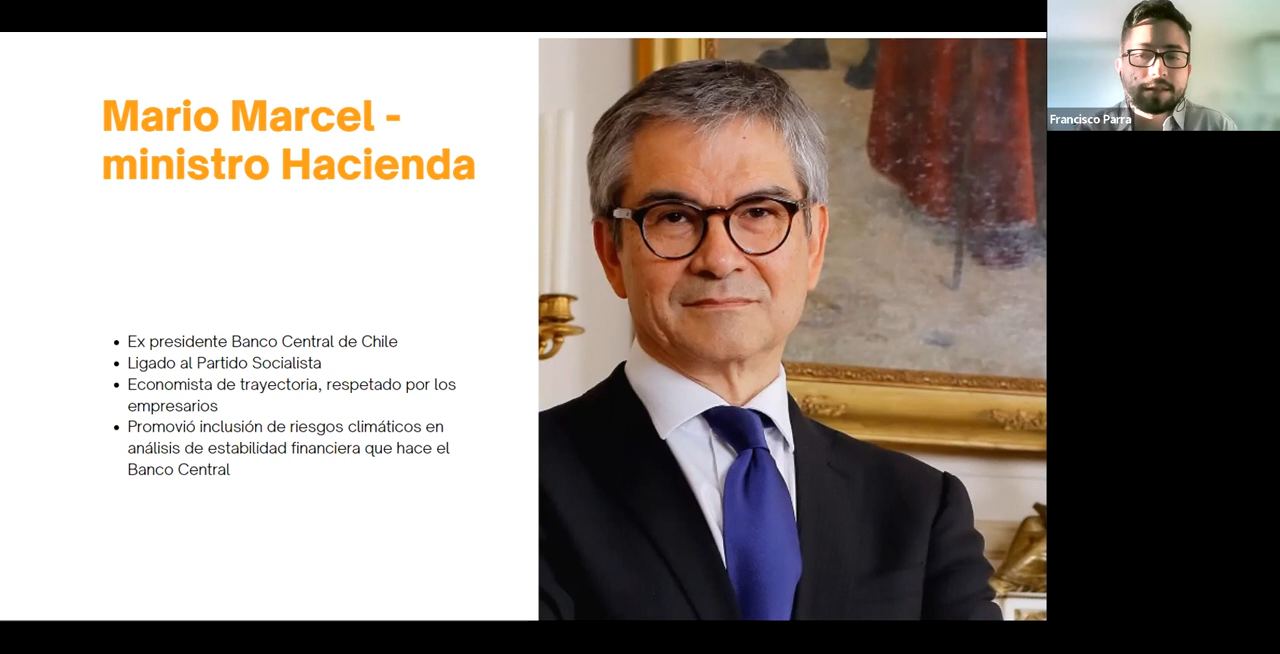 Mario Marcel -
ministro Hacienda
Ex presidente Banco Central de Chile
Ligado al Partido Socialista
Economista de trayectoria, respetado por los
empresarios
Promovió inclusión de riesgos climáticos en
análisis de estabilidad financiera que hace el
Banco Central
Francisco Parra